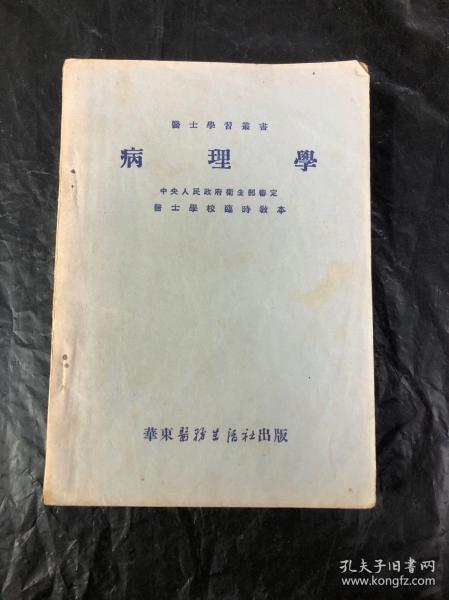 醫士學習叢書
病理學
中央人民政府衛生部審定
醫士學校臨時教本
華東醫務生活社出版
孔夫子旧书网
www.kongfz.com